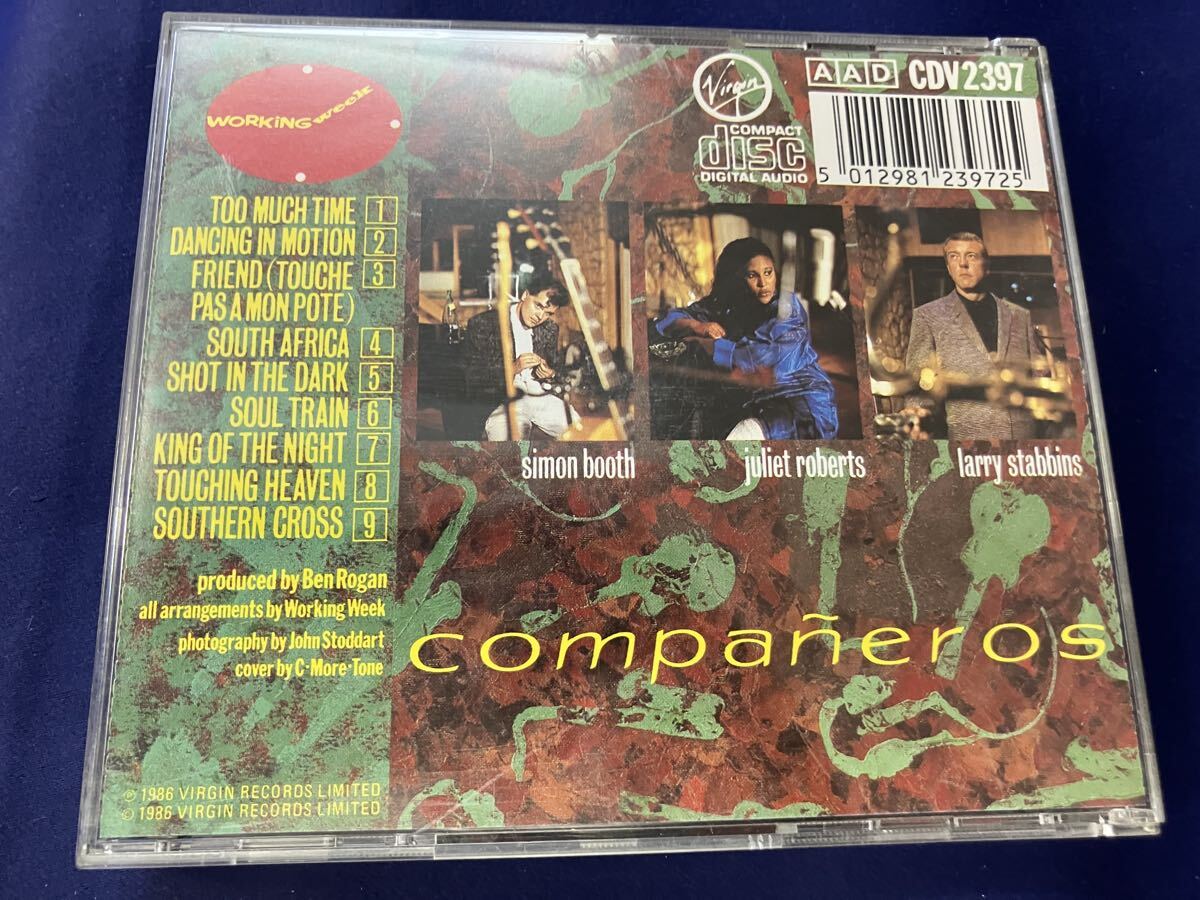 WORKING week
TOO MUCH TIME 1
DANCING IN MOTION 2
FRIEND (TOUCHE 3
PAS A MON POTE)
SOUTH AFRICA 4
SHOT IN THE DARK 5
SOUL TRAIN 6
KING OF THE NIGHT 7
TOUCHING HEAVEN 8
SOUTHERN CROSS 9
produced by Ben Rogan
all arrangements by Working Week
photography by John Stoddart
cover by C-More-Tone
℗ 1986 VIRGIN RECORDS LIMITED
© 1986 VIRGIN RECORDS LIMITED
Virgin
COMPACT
disc
DIGITAL AUDIO
AAD CDV2397
5 012981 239725
simon booth
juliet roberts
larry stabbins
compañeros